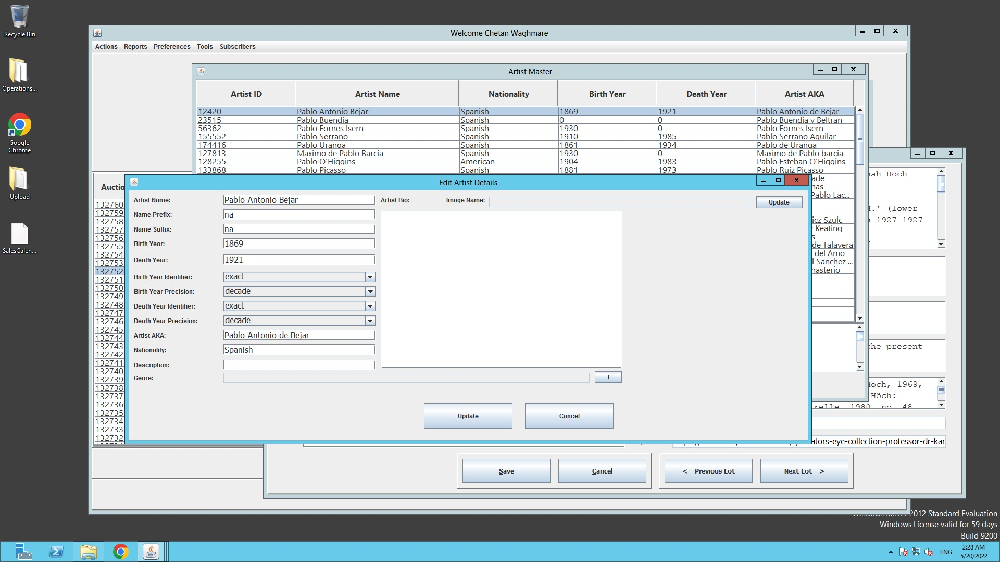 Recycle Bin
Operations...
Google
Chrome
Upload
SalesCalen...
Welcome Chetan Waghmare
Actions Reports Preferences Tools Subscribers
Artist Master
Artist ID Artist Name Nationality Birth Year Death Year Artist AKA
12420 Pablo Antonio Bejar Spanish 1869 1921 Pablo Antonio de Bejar
23515 Pablo Buendia Spanish 0 0 Pablo Buendia y Beltran
56362 Pablo Fornes Isern Spanish 1930 0 Pablo Fornes Isern
155552 Pablo Serrano Spanish 1910 1985 Pablo Serrano Aguilar
174416 Pablo Uranga Spanish 1861 1934 Pablo de Uranga
127813 Maximo de Pablo Barcia Spanish 1930 0 Maximo de Pablo barcia
128255 Pablo O'Higgins American 1904 1983 Pablo Esteban O'Higgins
133868 Pablo Picasso Spanish 1881 1973 Pablo Ruiz Picasso
ade
nas
Pablo Lac...
icz Szulc
y Keating
s
de Talavera
del Amo
l Sanchez ...
nasterio
nah Höch
H.' (lower
n 1927-1927
the present
Höch, 1969,
Höch:
relle, 1980, no. 48
ators-eye-collection-professor-dr-kar
Auctio
132760
132759
132758
132757
132756
132755
132754
132753
132752
132751
132750
132749
132748
132747
132746
132745
132744
132743
132742
132741
132740
132739
132738
132737
132736
132735
132734
132733
132732
Edit Artist Details
Artist Name: Pablo Antonio Bejar
Name Prefix: na
Name Suffix: na
Birth Year: 1869
Death Year: 1921
Birth Year Identifier: exact
Birth Year Precision: decade
Death Year Identifier: exact
Death Year Precision: decade
Artist AKA: Pablo Antonio de Bejar
Nationality: Spanish
Description:
Genre: +
Artist Bio: Image Name: Update
Update Cancel
Save Cancel <-- Previous Lot Next Lot -->
Windows Server 2012 Standard Evaluation
Windows License valid for 59 days
Build 9200
ENG
2:28 AM
5/20/2022